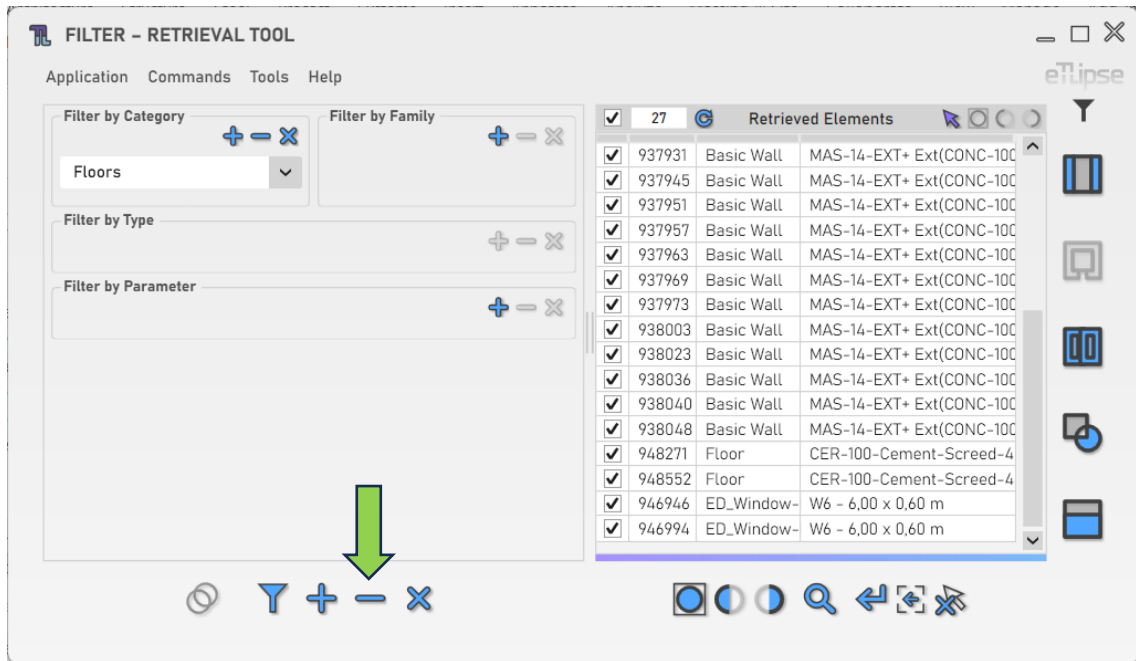 FILTER – RETRIEVAL TOOL
Application Commands Tools Help
eTLipse
Filter by Category
Filter by Family
Floors
Filter by Type
Filter by Parameter
27 Retrieved Elements
937931 Basic Wall MAS-14-EXT+ Ext(CONC-100
937945 Basic Wall MAS-14-EXT+ Ext(CONC-100
937951 Basic Wall MAS-14-EXT+ Ext(CONC-100
937957 Basic Wall MAS-14-EXT+ Ext(CONC-100
937963 Basic Wall MAS-14-EXT+ Ext(CONC-100
937969 Basic Wall MAS-14-EXT+ Ext(CONC-100
937973 Basic Wall MAS-14-EXT+ Ext(CONC-100
938003 Basic Wall MAS-14-EXT+ Ext(CONC-100
938023 Basic Wall MAS-14-EXT+ Ext(CONC-100
938036 Basic Wall MAS-14-EXT+ Ext(CONC-100
938040 Basic Wall MAS-14-EXT+ Ext(CONC-100
938048 Basic Wall MAS-14-EXT+ Ext(CONC-100
948271 Floor CER-100-Cement-Screed-4
948552 Floor CER-100-Cement-Screed-4
946946 ED_Window- W6 – 6,00 x 0,60 m
946994 ED_Window- W6 – 6,00 x 0,60 m